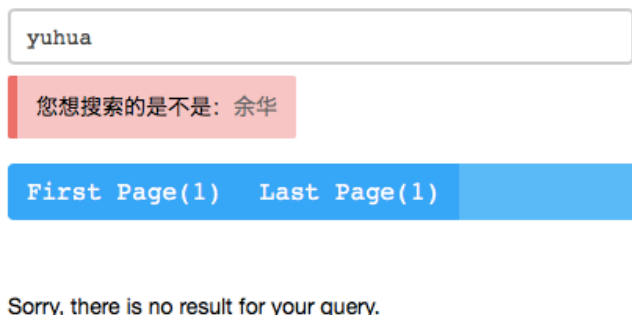 yuhua
您想搜索的是不是：余华
First Page(1) Last Page(1)
Sorry, there is no result for your query.